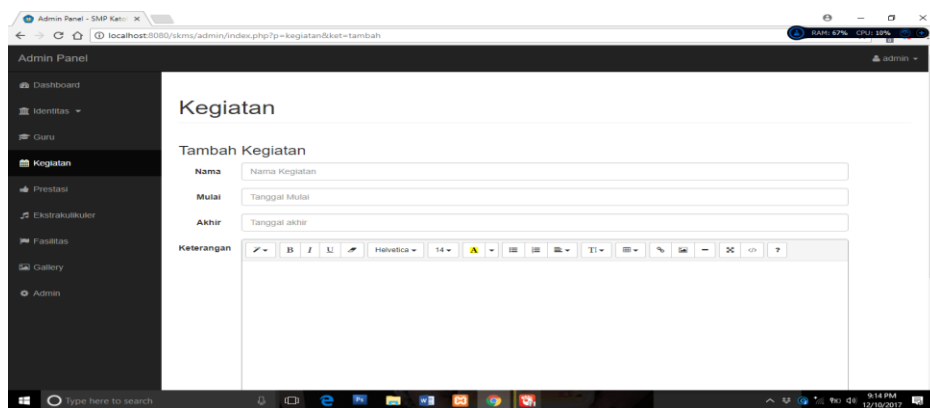 Admin Panel - SMP Kato
localhost:8080/skms/admin/index.php?p=kegiatan&ket=tambah
RAM: 67% CPU: 10%
Admin Panel
admin
Dashboard
Identitas
Guru
Kegiatan
Prestasi
Ekstrakulikuler
Fasilitas
Gallery
Admin
Kegiatan
Tambah Kegiatan
Nama
Nama Kegiatan
Mulai
Tanggal Mulai
Akhir
Tanggal akhir
Keterangan
B I U Helvetica 14 A TI ?
Type here to search
9:14 PM
12/10/2017